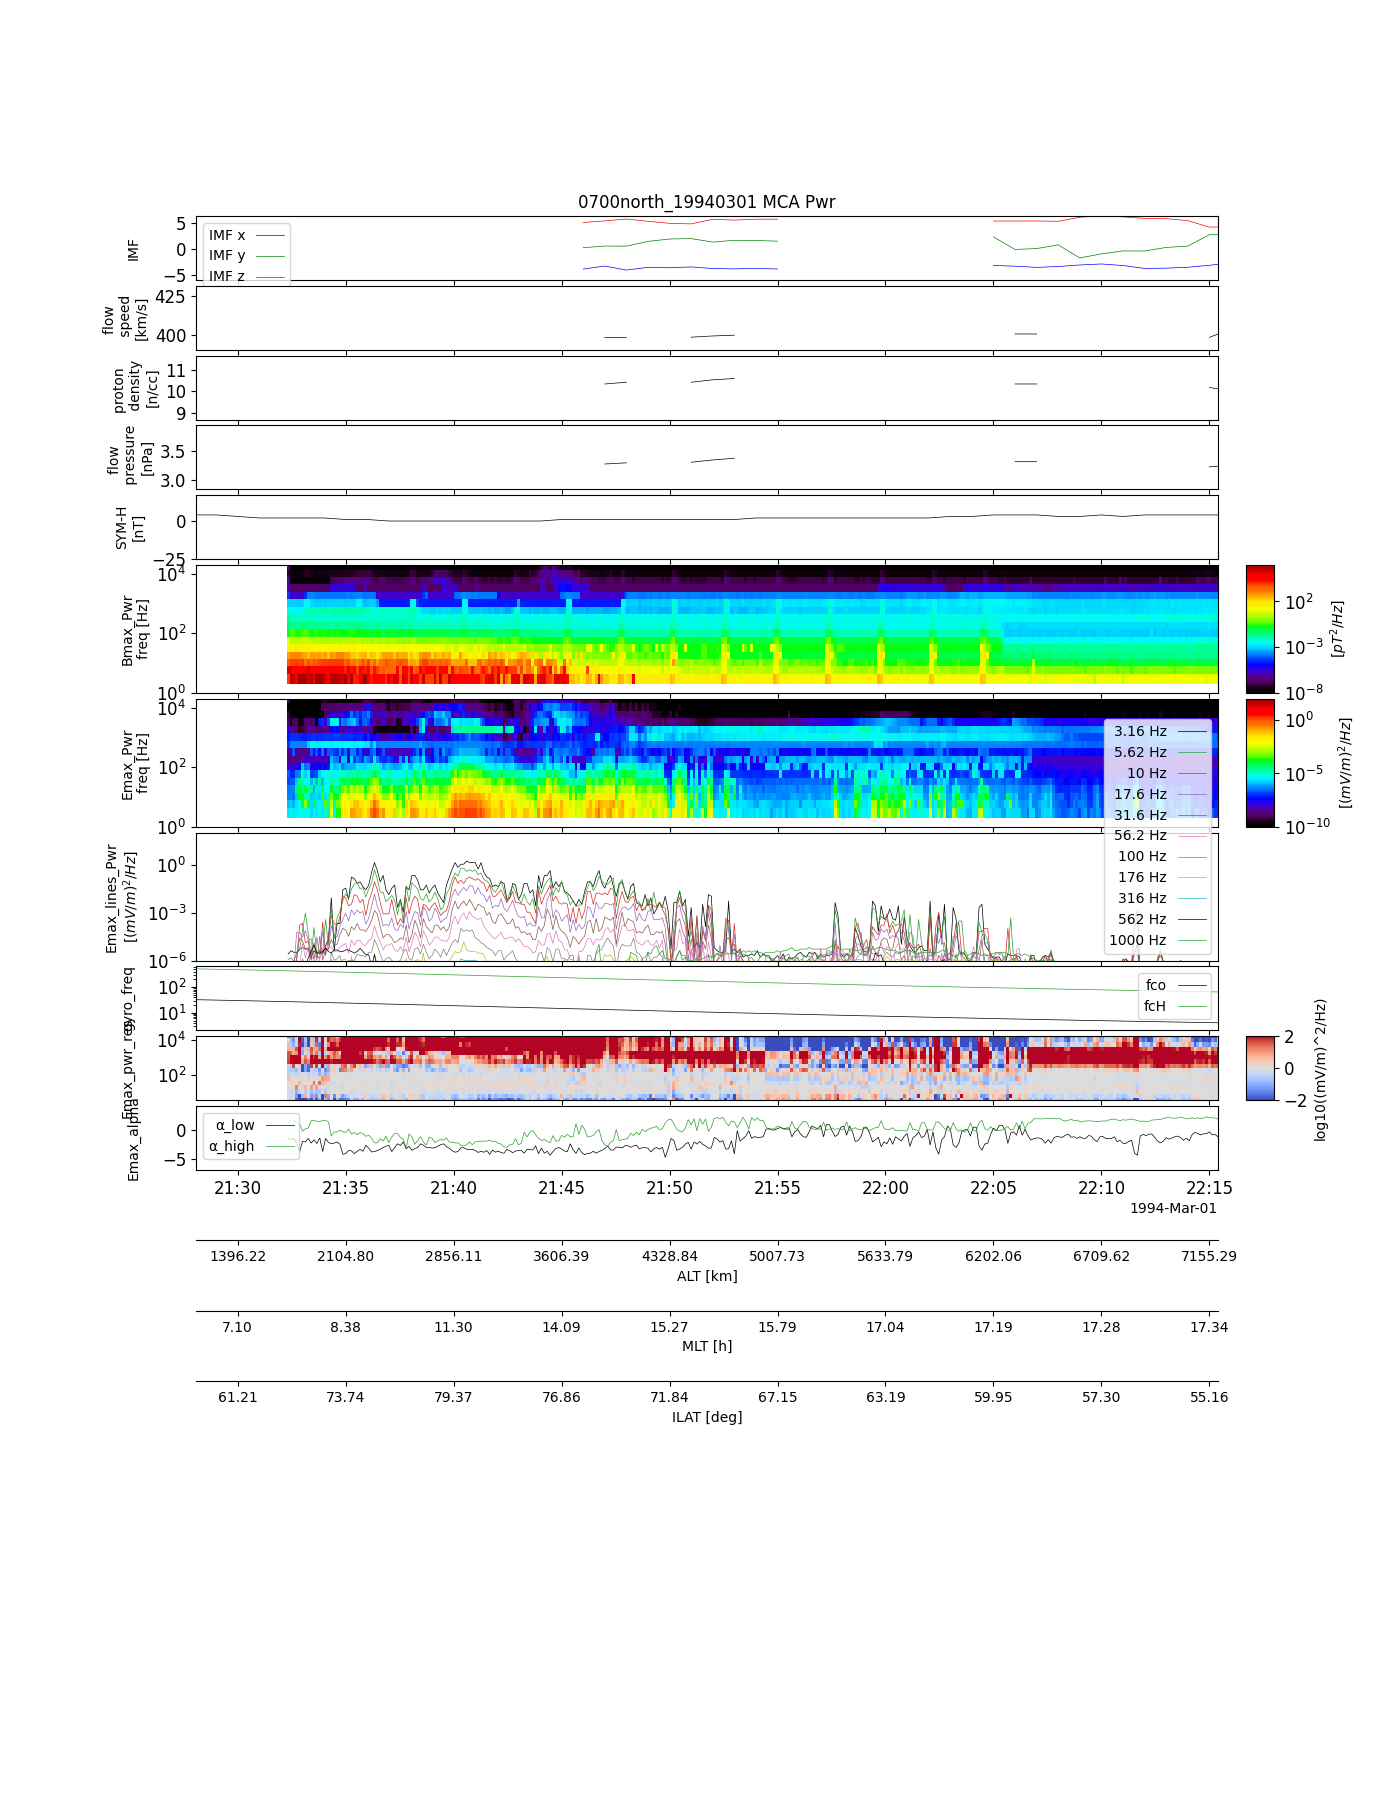 0700north_19940301 MCA Pwr
IMF
5
0
−5
IMF x
IMF y
IMF z
flow
speed
[km/s]
425
400
proton
density
[n/cc]
11
10
9
flow
pressure
[nPa]
3.5
3.0
SYM-H
[nT]
0
−25
Bmax_Pwr
freq [Hz]
10^4
10^2
10^0
10^2
10^−3
10^−8
[pT^2/Hz]
Emax_Pwr
freq [Hz]
10^4
10^2
10^0
10^0
10^−5
10^−10
[(mV/m)^2/Hz]
3.16 Hz
5.62 Hz
10 Hz
17.6 Hz
31.6 Hz
56.2 Hz
100 Hz
176 Hz
316 Hz
562 Hz
1000 Hz
Emax_lines_Pwr
[(mV/m)^2/Hz]
10^0
10^−3
10^−6
gyro_freq
10^2
10^1
fco
fcH
Emax_pwr_reg
10^4
10^2
2
0
−2
log10((mV/m)^2/Hz)
Emax_alpha
0
−5
α_low
α_high
21:30 21:35 21:40 21:45 21:50 21:55 22:00 22:05 22:10 22:15
1994-Mar-01
1396.22 2104.80 2856.11 3606.39 4328.84 5007.73 5633.79 6202.06 6709.62 7155.29
ALT [km]
7.10 8.38 11.30 14.09 15.27 15.79 17.04 17.19 17.28 17.34
MLT [h]
61.21 73.74 79.37 76.86 71.84 67.15 63.19 59.95 57.30 55.16
ILAT [deg]